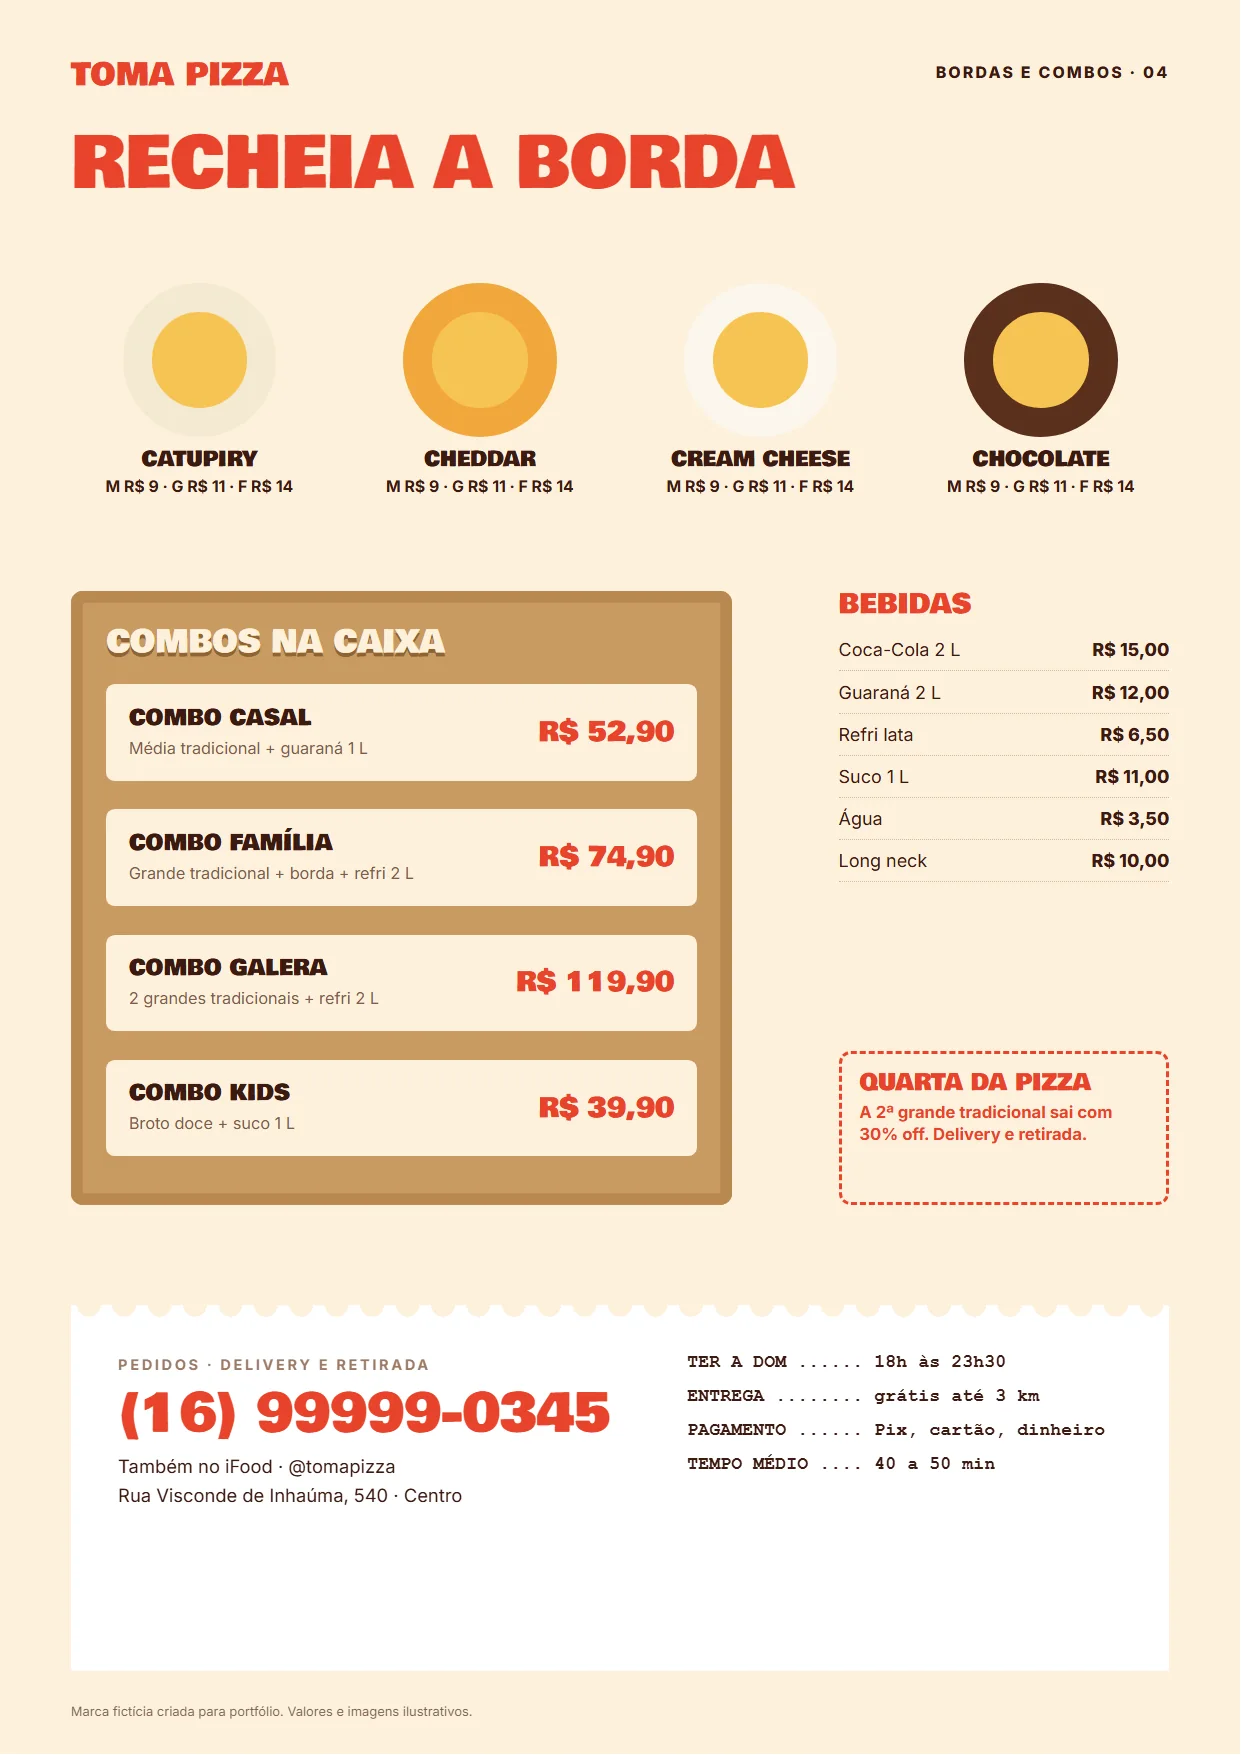 TOMA PIZZA
BORDAS E COMBOS · 04
RECHEIA A BORDA
CATUPIRY
M R$ 9 · G R$ 11 · F R$ 14
CHEDDAR
M R$ 9 · G R$ 11 · F R$ 14
CREAM CHEESE
M R$ 9 · G R$ 11 · F R$ 14
CHOCOLATE
M R$ 9 · G R$ 11 · F R$ 14
COMBOS NA CAIXA
COMBO CASAL
Média tradicional + guaraná 1 L
R$ 52,90
COMBO FAMÍLIA
Grande tradicional + borda + refri 2 L
R$ 74,90
COMBO GALERA
2 grandes tradicionais + refri 2 L
R$ 119,90
COMBO KIDS
Broto doce + suco 1 L
R$ 39,90
BEBIDAS
Coca-Cola 2 L R$ 15,00
Guaraná 2 L R$ 12,00
Refri lata R$ 6,50
Suco 1 L R$ 11,00
Água R$ 3,50
Long neck R$ 10,00
QUARTA DA PIZZA
A 2ª grande tradicional sai com
30% off. Delivery e retirada.
PEDIDOS · DELIVERY E RETIRADA
(16) 99999-0345
Também no iFood · @tomapizza
Rua Visconde de Inhaúma, 540 · Centro
TER A DOM ...... 18h às 23h30
ENTREGA ........ grátis até 3 km
PAGAMENTO ...... Pix, cartão, dinheiro
TEMPO MÉDIO .... 40 a 50 min
Marca fictícia criada para portfólio. Valores e imagens ilustrativos.